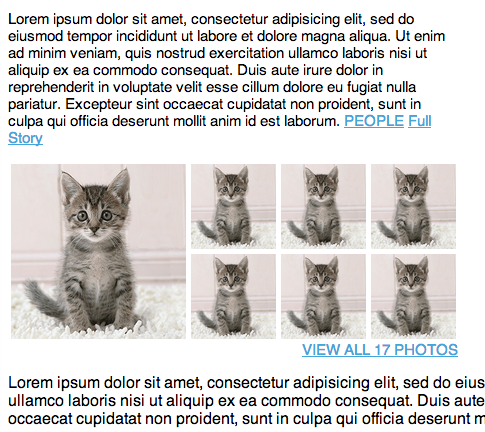 Lorem ipsum dolor sit amet, consectetur adipisicing elit, sed do
eiusmod tempor incididunt ut labore et dolore magna aliqua. Ut enim
ad minim veniam, quis nostrud exercitation ullamco laboris nisi ut
aliquip ex ea commodo consequat. Duis aute irure dolor in
reprehenderit in voluptate velit esse cillum dolore eu fugiat nulla
pariatur. Excepteur sint occaecat cupidatat non proident, sunt in
culpa qui officia deserunt mollit anim id est laborum. PEOPLE Full
Story
VIEW ALL 17 PHOTOS
Lorem ipsum dolor sit amet, consectetur adipisicing elit, sed do eius
ullamco laboris nisi ut aliquip ex ea commodo consequat. Duis aute
occaecat cupidatat non proident, sunt in culpa qui officia deserunt m